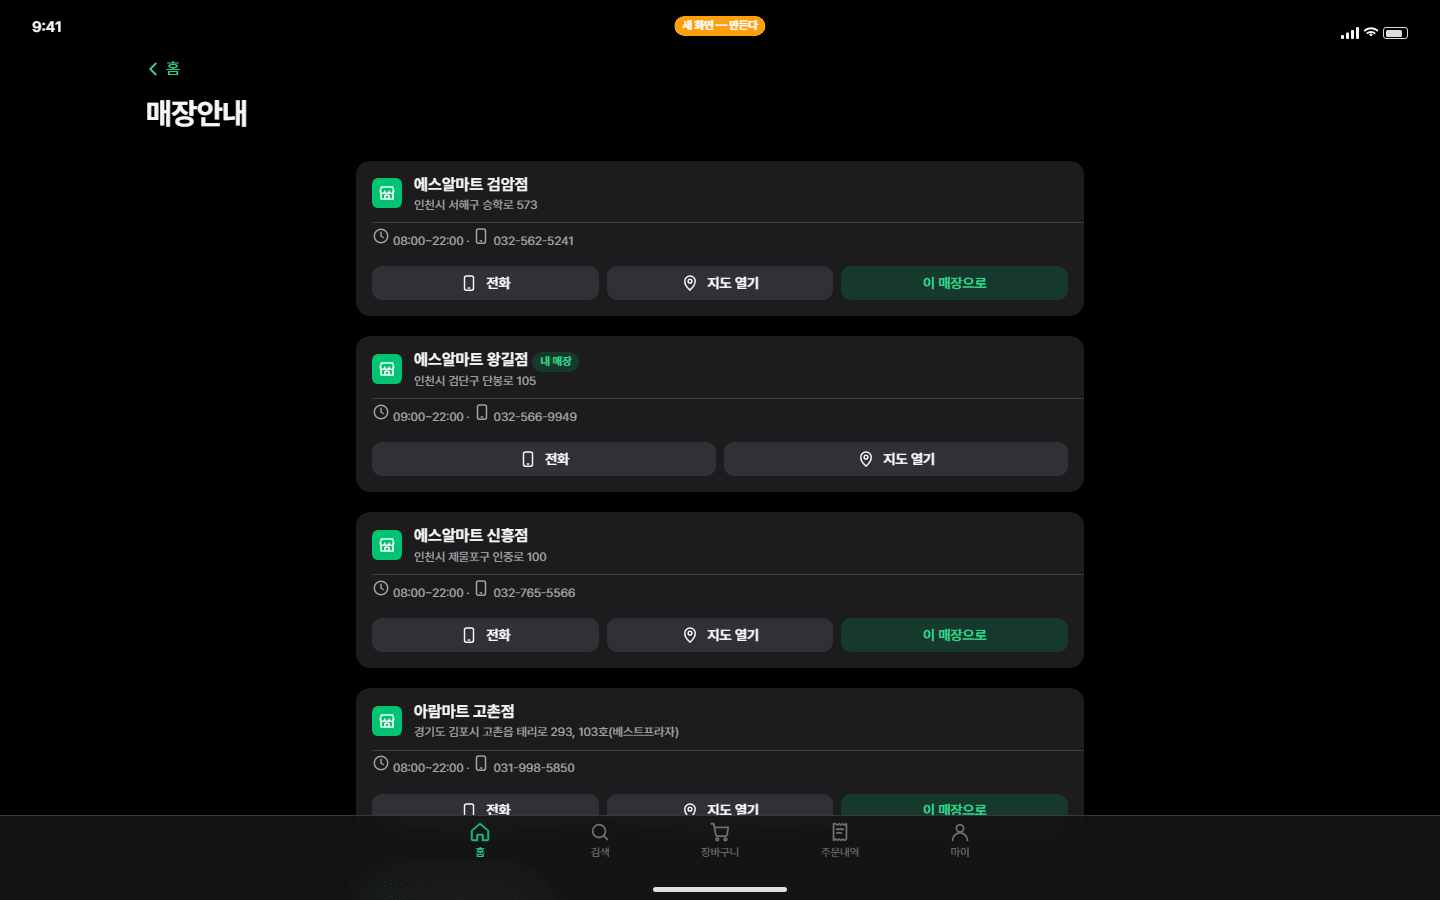 9:41
새 화면 — 만든다
홈
매장안내
에스알마트 검암점
인천시 서해구 승학로 573
08:00~22:00 · 032-562-5241
전화 지도 열기 이 매장으로
에스알마트 왕길점 내 매장
인천시 검단구 단봉로 105
09:00~22:00 · 032-566-9949
전화 지도 열기
에스알마트 신흥점
인천시 제물포구 인중로 100
08:00~22:00 · 032-765-5566
전화 지도 열기 이 매장으로
아람마트 고촌점
경기도 김포시 고촌읍 태리로 293, 103호(베스트프라자)
08:00~22:00 · 031-998-5850
전화 지도 열기 이 매장으로
홈 검색 장바구니 주문내역 마이